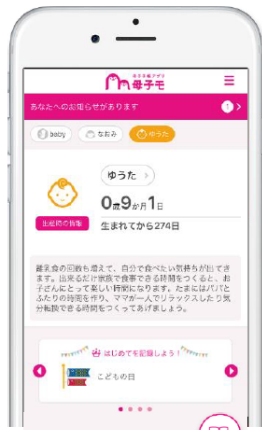 母子手帳アプリ
母子モ
あなたへのお知らせがあります
baby
なおみ
ゆうた
ゆうた
0歳9か月1日
出産時の情報
生まれてから274日
離乳食の回数も増えて、自分で食べたい気持ちが出てき
ます。出来るだけ家族で食事できる時間をつくると、お
子さんにとって楽しい時間になります。たまにはパパと
ふたりの時間を作り、ママが一人でリラックスしたり気
分転換できる時間をつくってあげましょう。
はじめてを記録しよう!
こどもの日